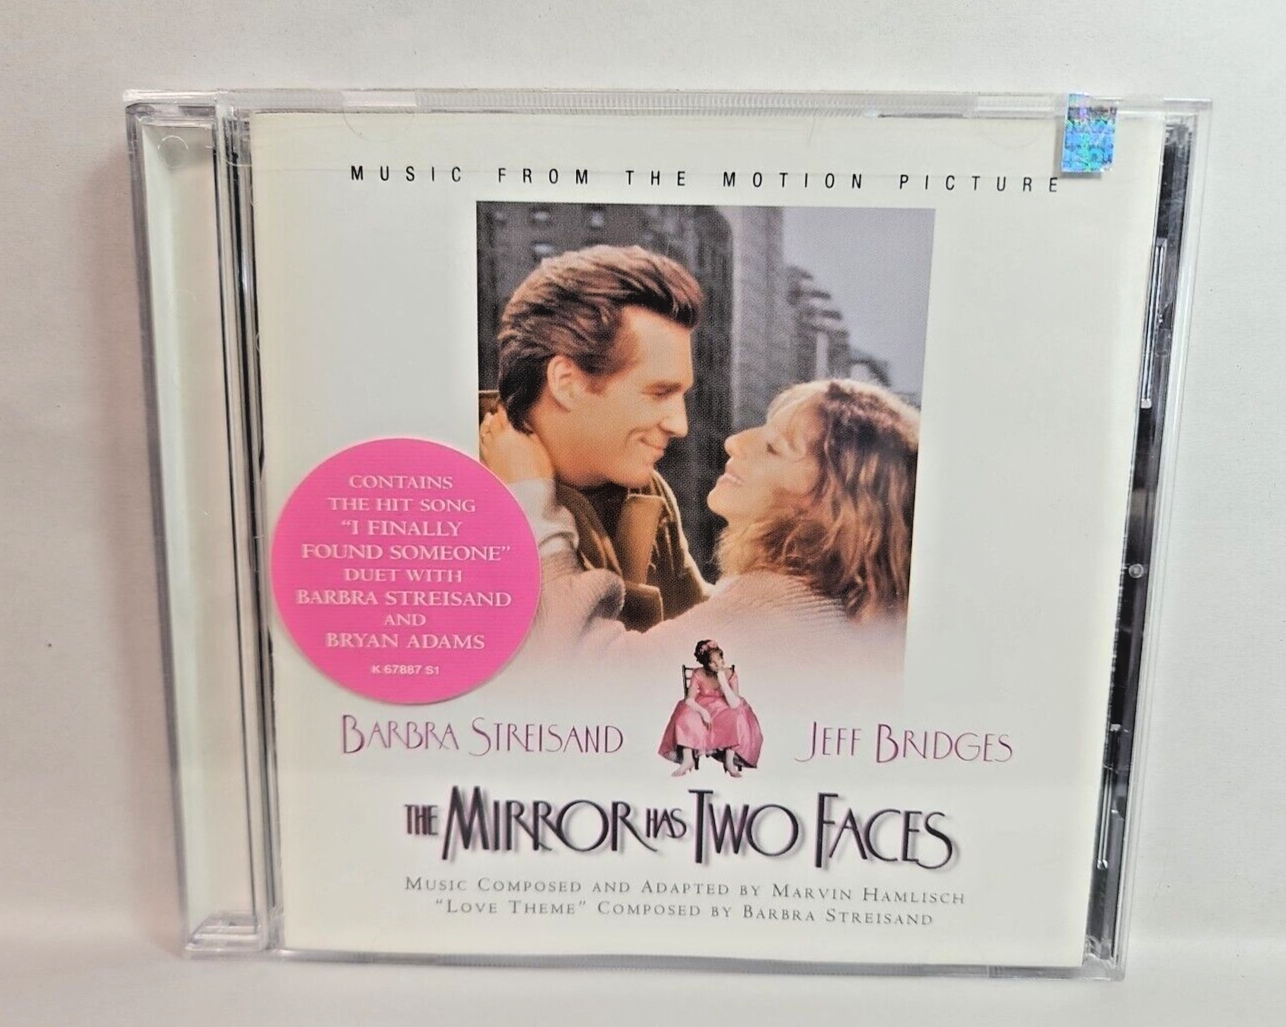 MUSIC FROM THE MOTION PICTURE
CONTAINS
THE HIT SONG
“I FINALLY
FOUND SOMEONE”
DUET WITH
BARBRA STREISAND
AND
BRYAN ADAMS
K 67887 S1
BARBRA STREISAND JEFF BRIDGES
THE MIRROR HAS TWO FACES
MUSIC COMPOSED AND ADAPTED BY MARVIN HAMLISCH
“LOVE THEME” COMPOSED BY BARBRA STREISAND